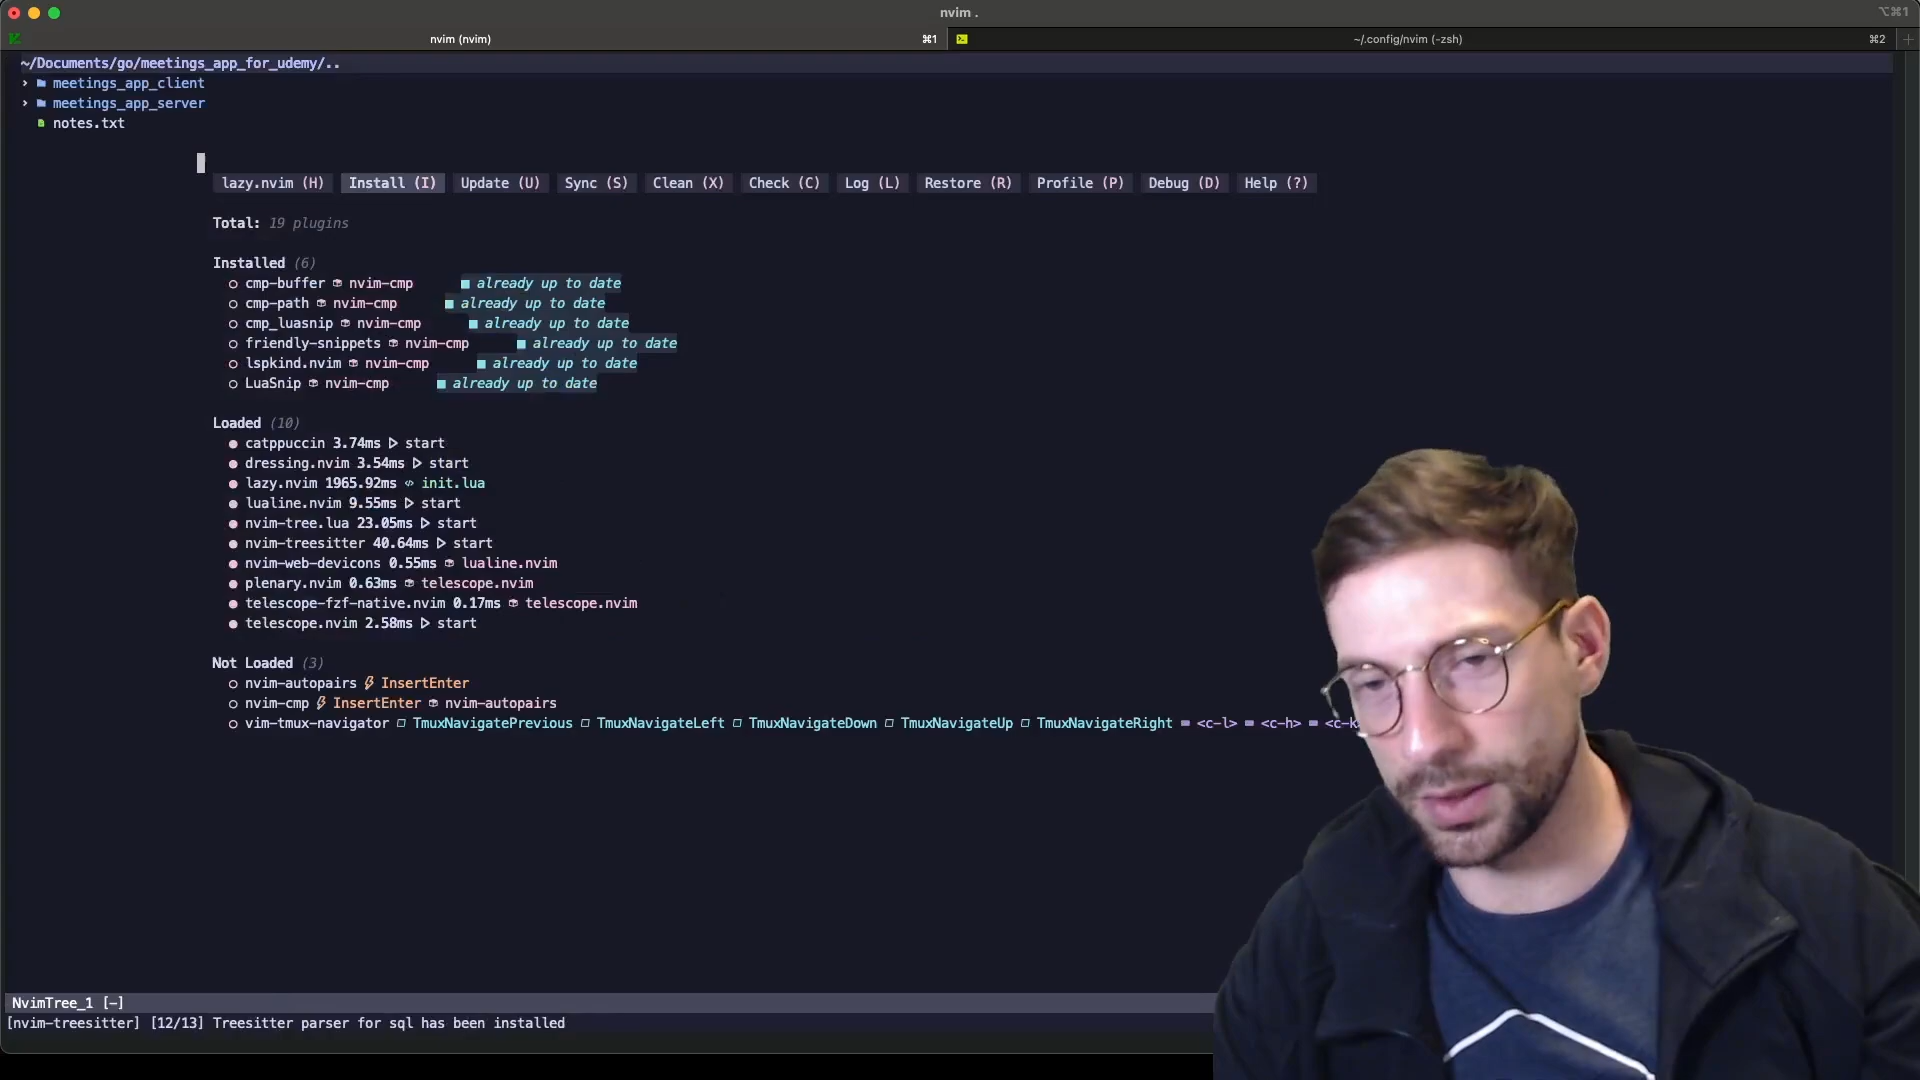 nvim .
⌥⌘1
nvim (nvim)
⌘1
~/.config/nvim (-zsh)
⌘2
~/Documents/go/meetings_app_for_udemy/..
meetings_app_client
meetings_app_server
notes.txt
lazy.nvim (H) Install (I) Update (U) Sync (S) Clean (X) Check (C) Log (L) Restore (R) Profile (P) Debug (D) Help (?)
Total: 19 plugins
Installed (6)
cmp-buffer nvim-cmp already up to date
cmp-path nvim-cmp already up to date
cmp_luasnip nvim-cmp already up to date
friendly-snippets nvim-cmp already up to date
lspkind.nvim nvim-cmp already up to date
LuaSnip nvim-cmp already up to date
Loaded (10)
catppuccin 3.74ms start
dressing.nvim 3.54ms start
lazy.nvim 1965.92ms init.lua
lualine.nvim 9.55ms start
nvim-tree.lua 23.05ms start
nvim-treesitter 40.64ms start
nvim-web-devicons 0.55ms lualine.nvim
plenary.nvim 0.63ms telescope.nvim
telescope-fzf-native.nvim 0.17ms telescope.nvim
telescope.nvim 2.58ms start
Not Loaded (3)
nvim-autopairs InsertEnter
nvim-cmp InsertEnter nvim-autopairs
vim-tmux-navigator TmuxNavigatePrevious TmuxNavigateLeft TmuxNavigateDown TmuxNavigateUp TmuxNavigateRight <c-l> <c-h> <c-k
NvimTree_1 [-]
[nvim-treesitter] [12/13] Treesitter parser for sql has been installed